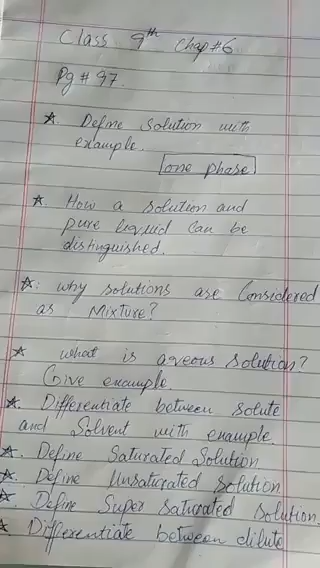 Class 9th Chap #6
Pg # 97.
☆. Define Solution with
example.
one phase
☆. How a solution and
pure liquid Can be
distinguished.
☆: why solutions are Considered
as Mixture?
☆ what is aqeous Solution?
Give example.
☆. Differentiate between Solute
and Solvent with example.
☆. Define Saturated Solution
☆. Define Unsaturated Solution
☆. Define Super saturated Solution.
☆ Differentiate between dilute